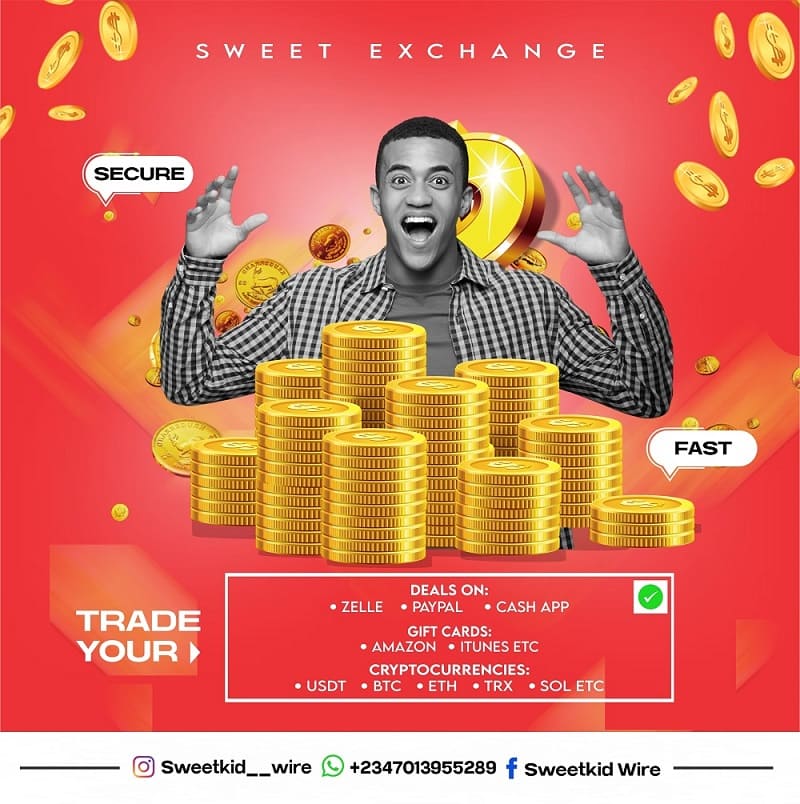 SWEET EXCHANGE
SECURE
FAST
TRADE
YOUR
DEALS ON:
• ZELLE • PAYPAL • CASH APP
GIFT CARDS:
• AMAZON • ITUNES ETC
CRYPTOCURRENCIES:
• USDT • BTC • ETH • TRX • SOL ETC
Sweetkid__wire +2347013955289 Sweetkid Wire